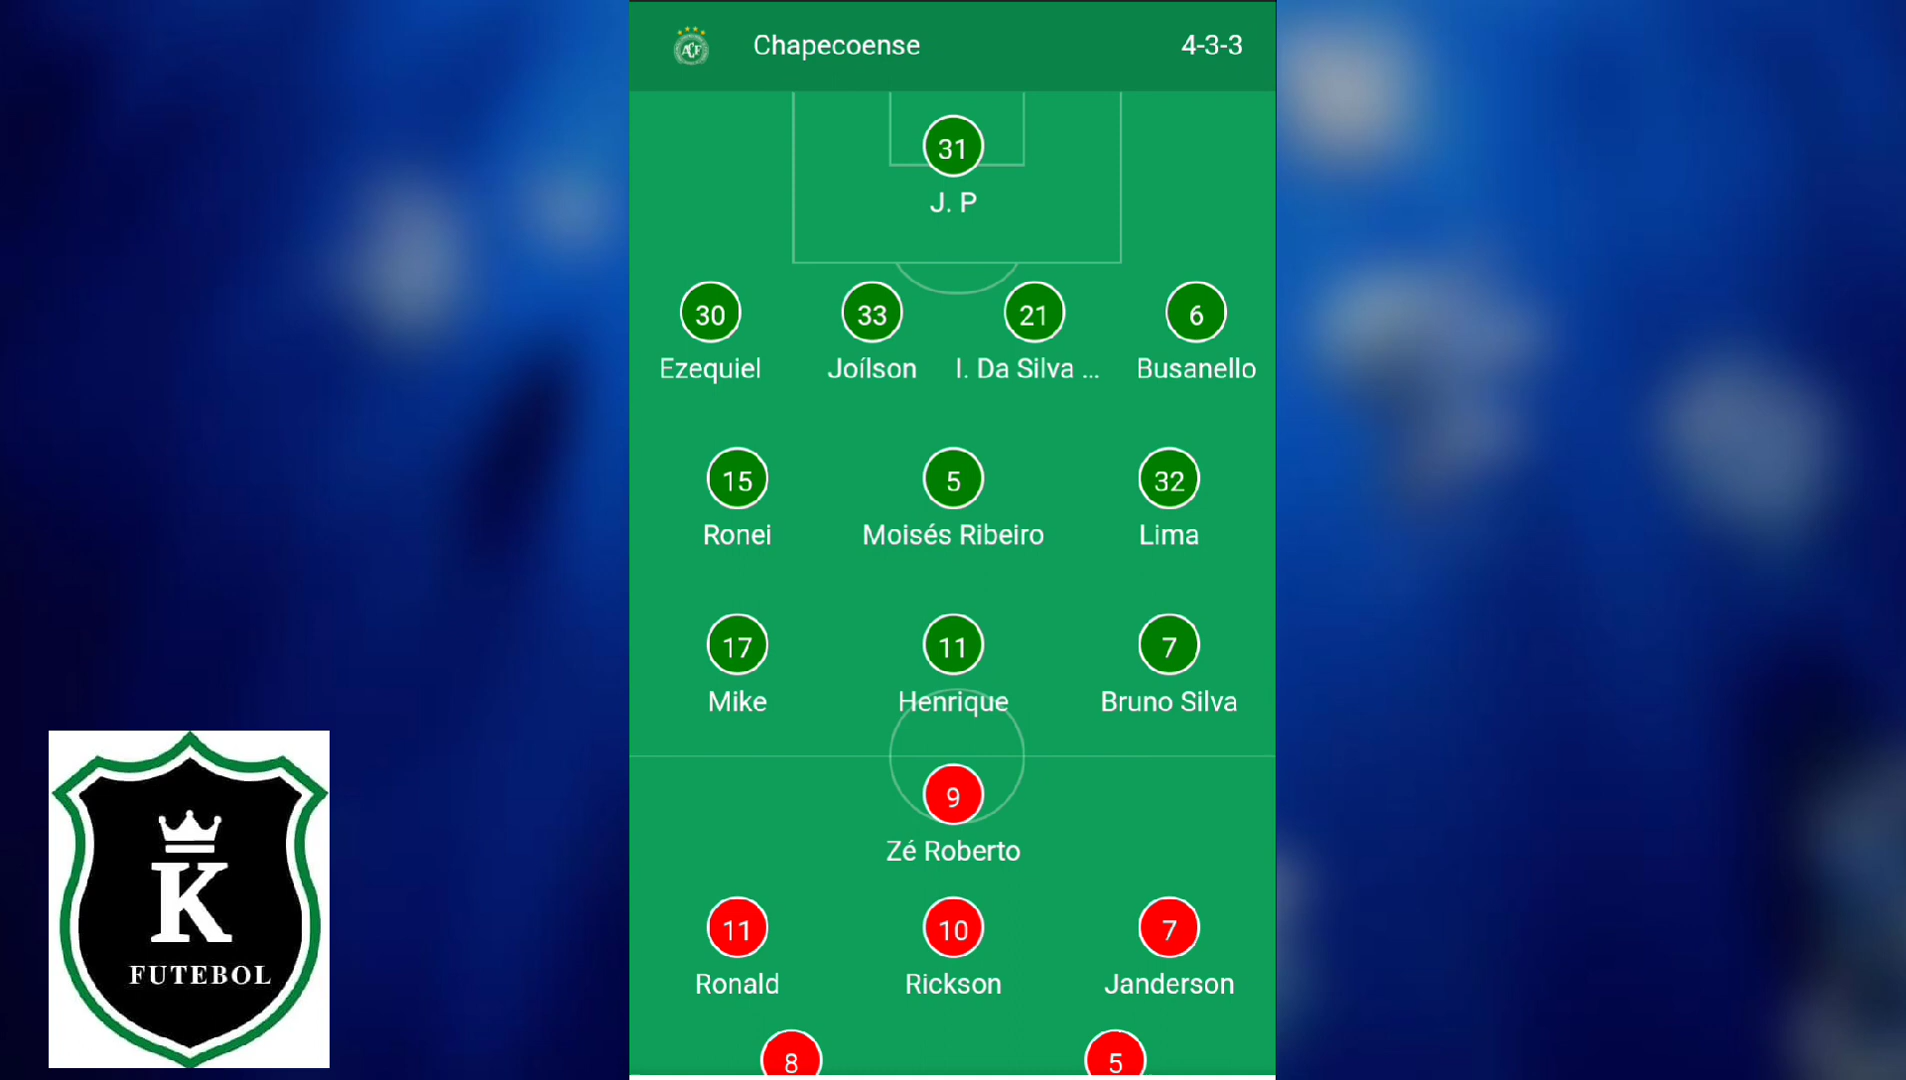 Chapecoense 4-3-3
31
J. P
30 33 21 6
Ezequiel Joílson I. Da Silva ... Busanello
15 5 32
Ronei Moisés Ribeiro Lima
17 11 7
Mike Henrique Bruno Silva
9
Zé Roberto
11 10 7
Ronald Rickson Janderson
8 5
ACF
K
FUTEBOL